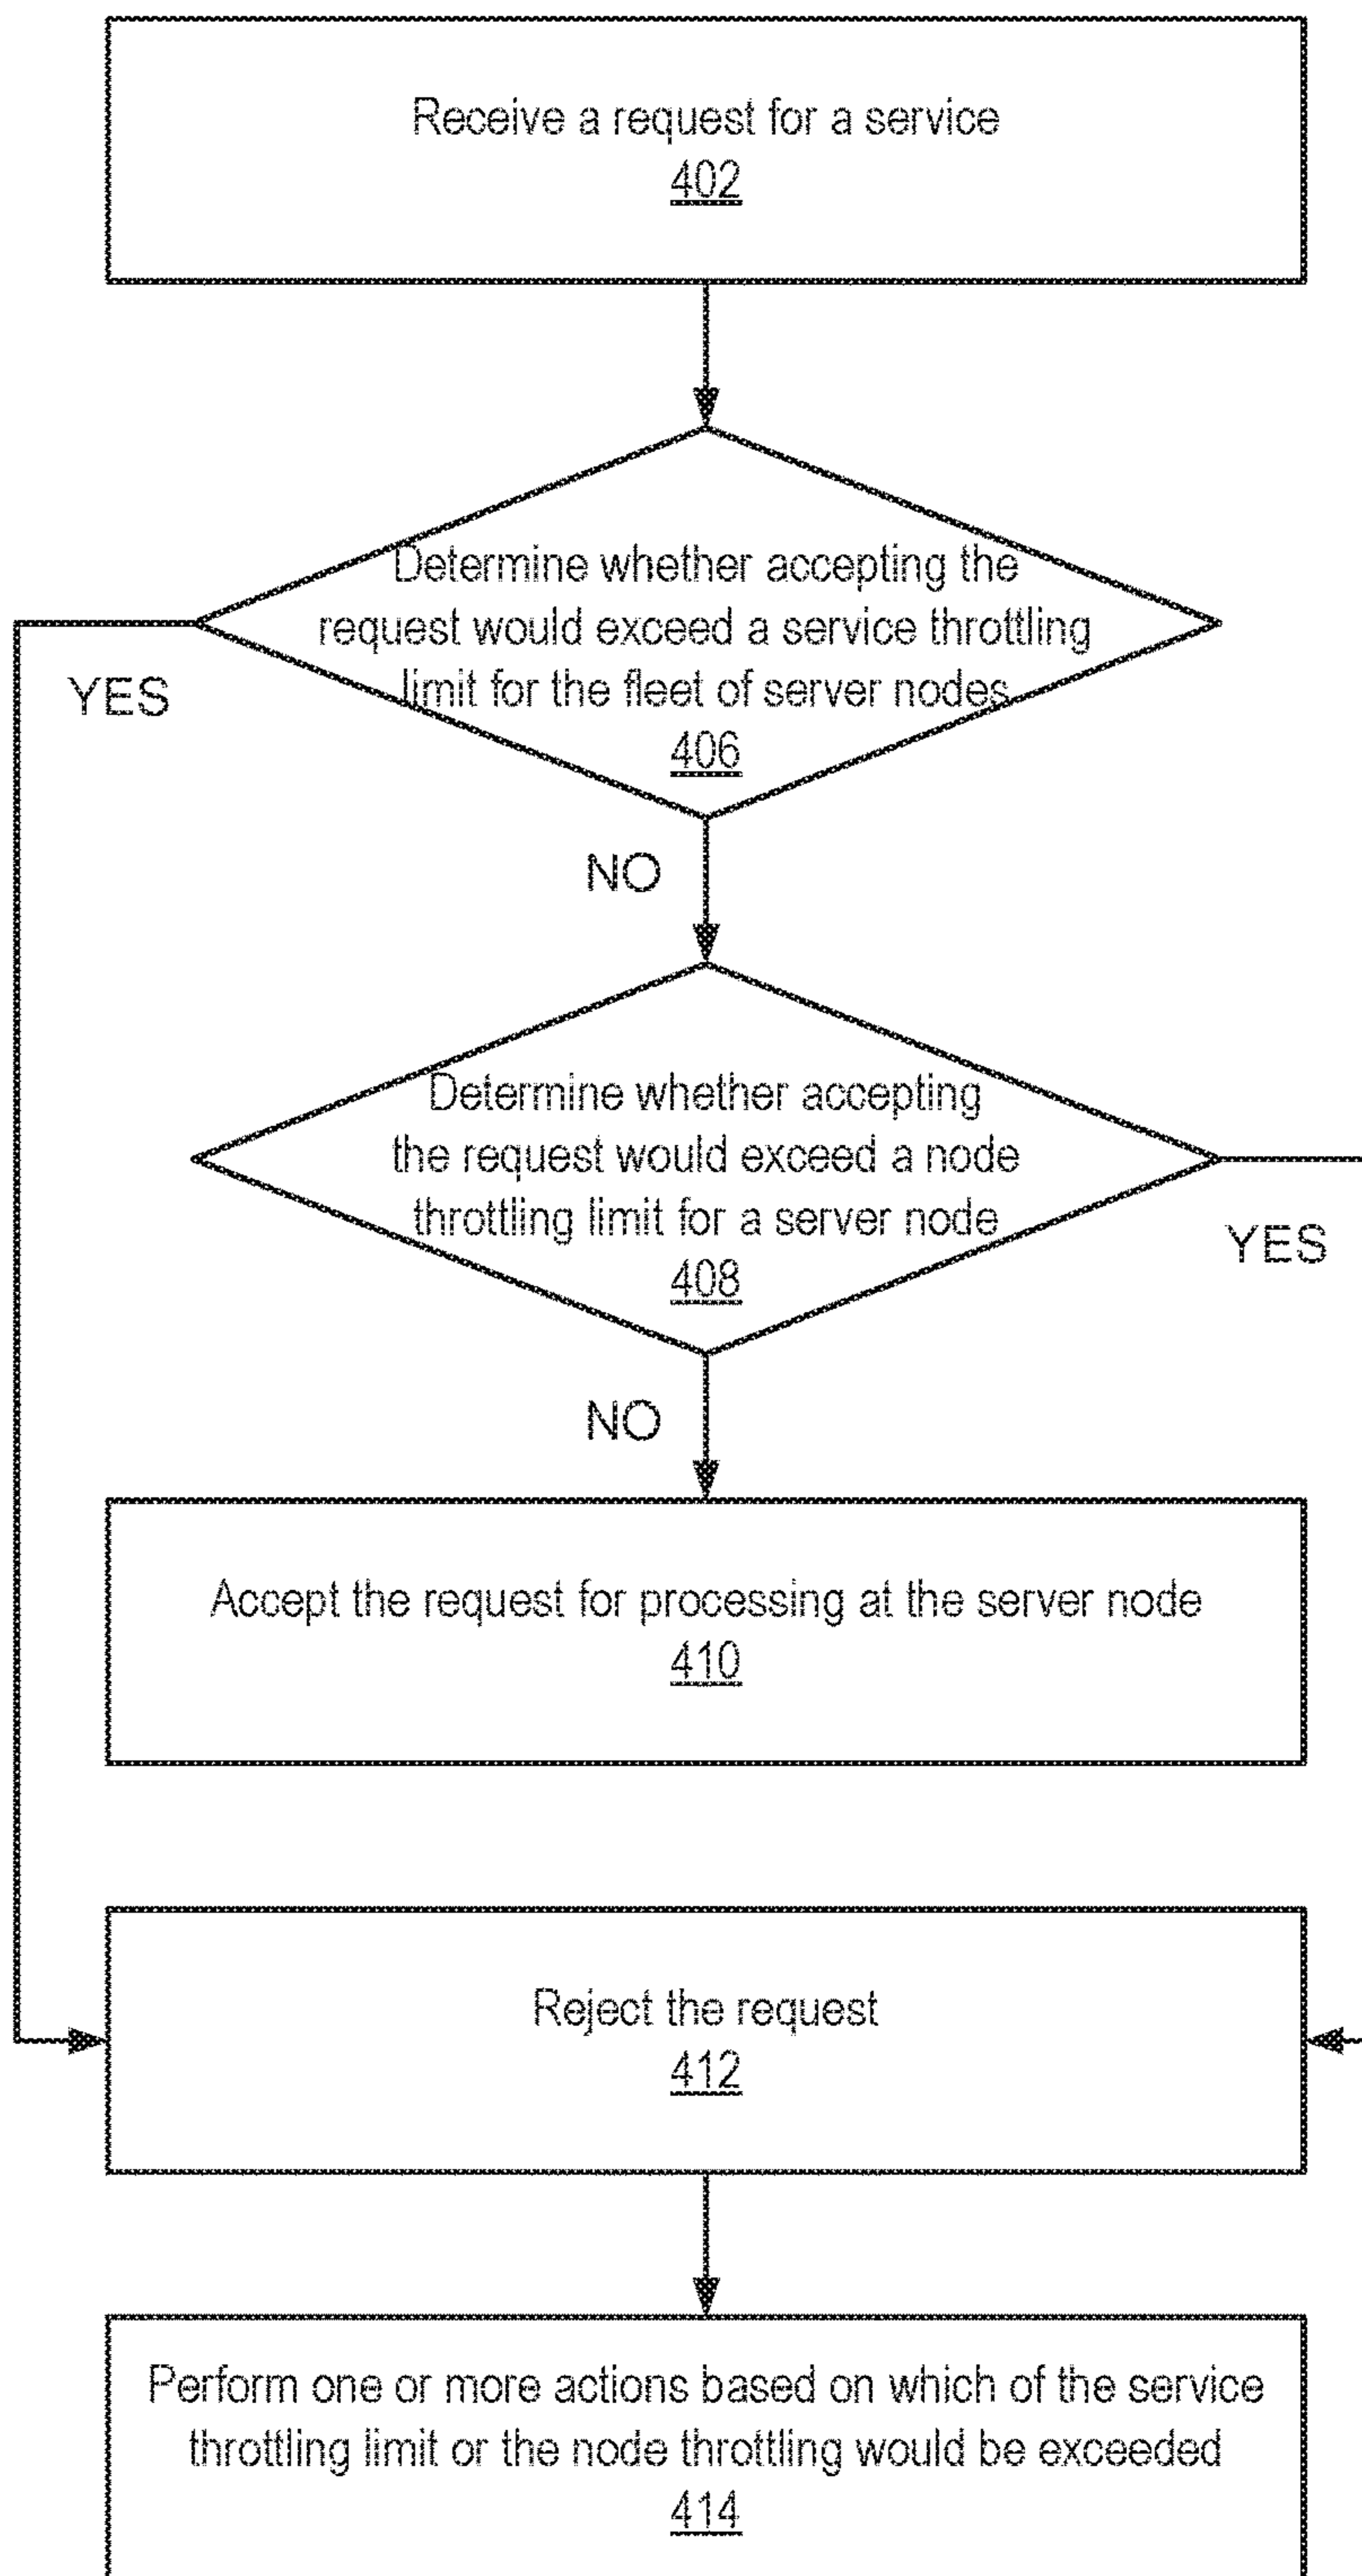 Receive a request for a service
402
Determine whether accepting the
request would exceed a service throttling
limit for the fleet of server nodes
406
YES
NO
Determine whether accepting
the request would exceed a node
throttling limit for a server node
408
YES
NO
Accept the request for processing at the server node
410
Reject the request
412
Perform one or more actions based on which of the service
throttling limit or the node throttling would be exceeded
414